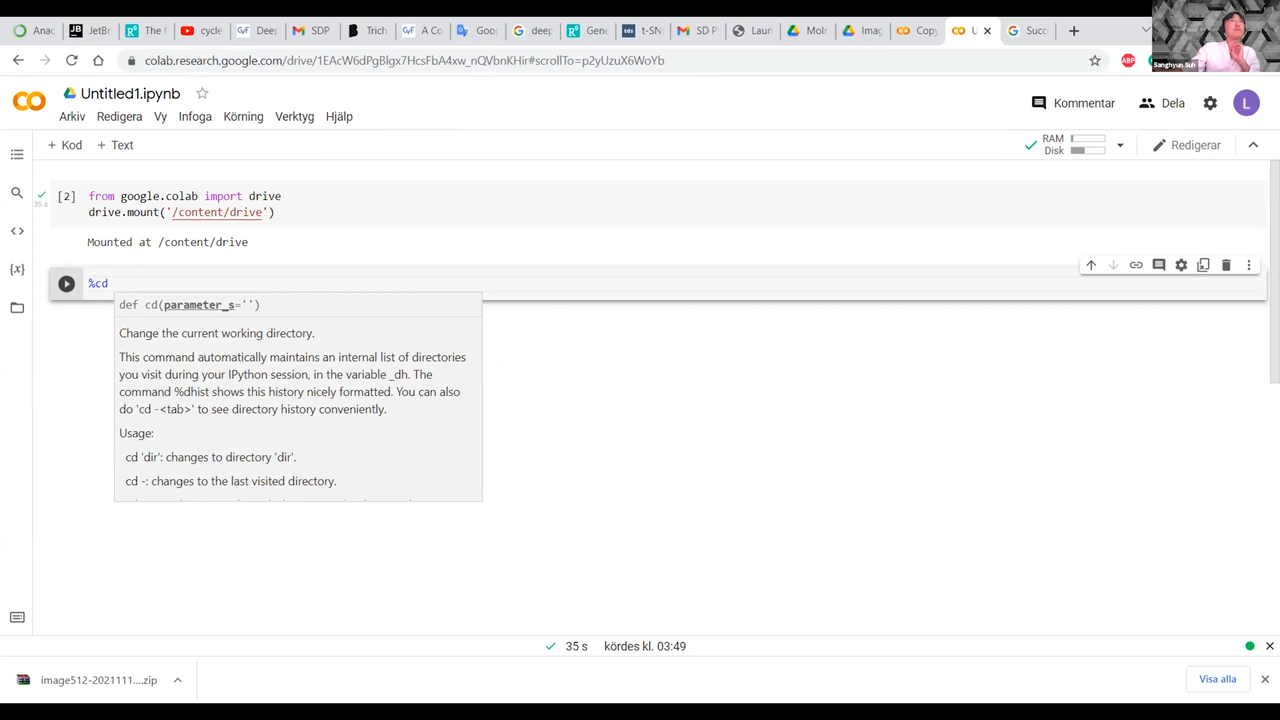 Anac
JetBr
The f
cycle
Deep
SDP
Trich
A Co
Goo
deep
Gene
t-SN
SD P
Laun
Mole
Imag
Copy
U
Succ
colab.research.google.com/drive/
Untitled1.ipynb
Kommentar
Dela
L
Arkiv Redigera Vy Infoga Körning Verktyg Hjälp
+ Kod + Text
RAM
Disk
Redigerar
[2] from google.colab import drive
35 s
drive.mount('/content/drive')
Mounted at /content/drive
%cd
def cd(parameter_s='')
Change the current working directory.
This command automatically maintains an internal list of directories
you visit during your IPython session, in the variable _dh. The
command %dhist shows this history nicely formatted. You can also
do 'cd -<tab>' to see directory history conveniently.
Usage:
cd 'dir': changes to directory 'dir'.
cd -: changes to the last visited directory.
35 s kördes kl. 03:49
image512-2021111....zip
Visa alla
Sanghyun Suh
ABP